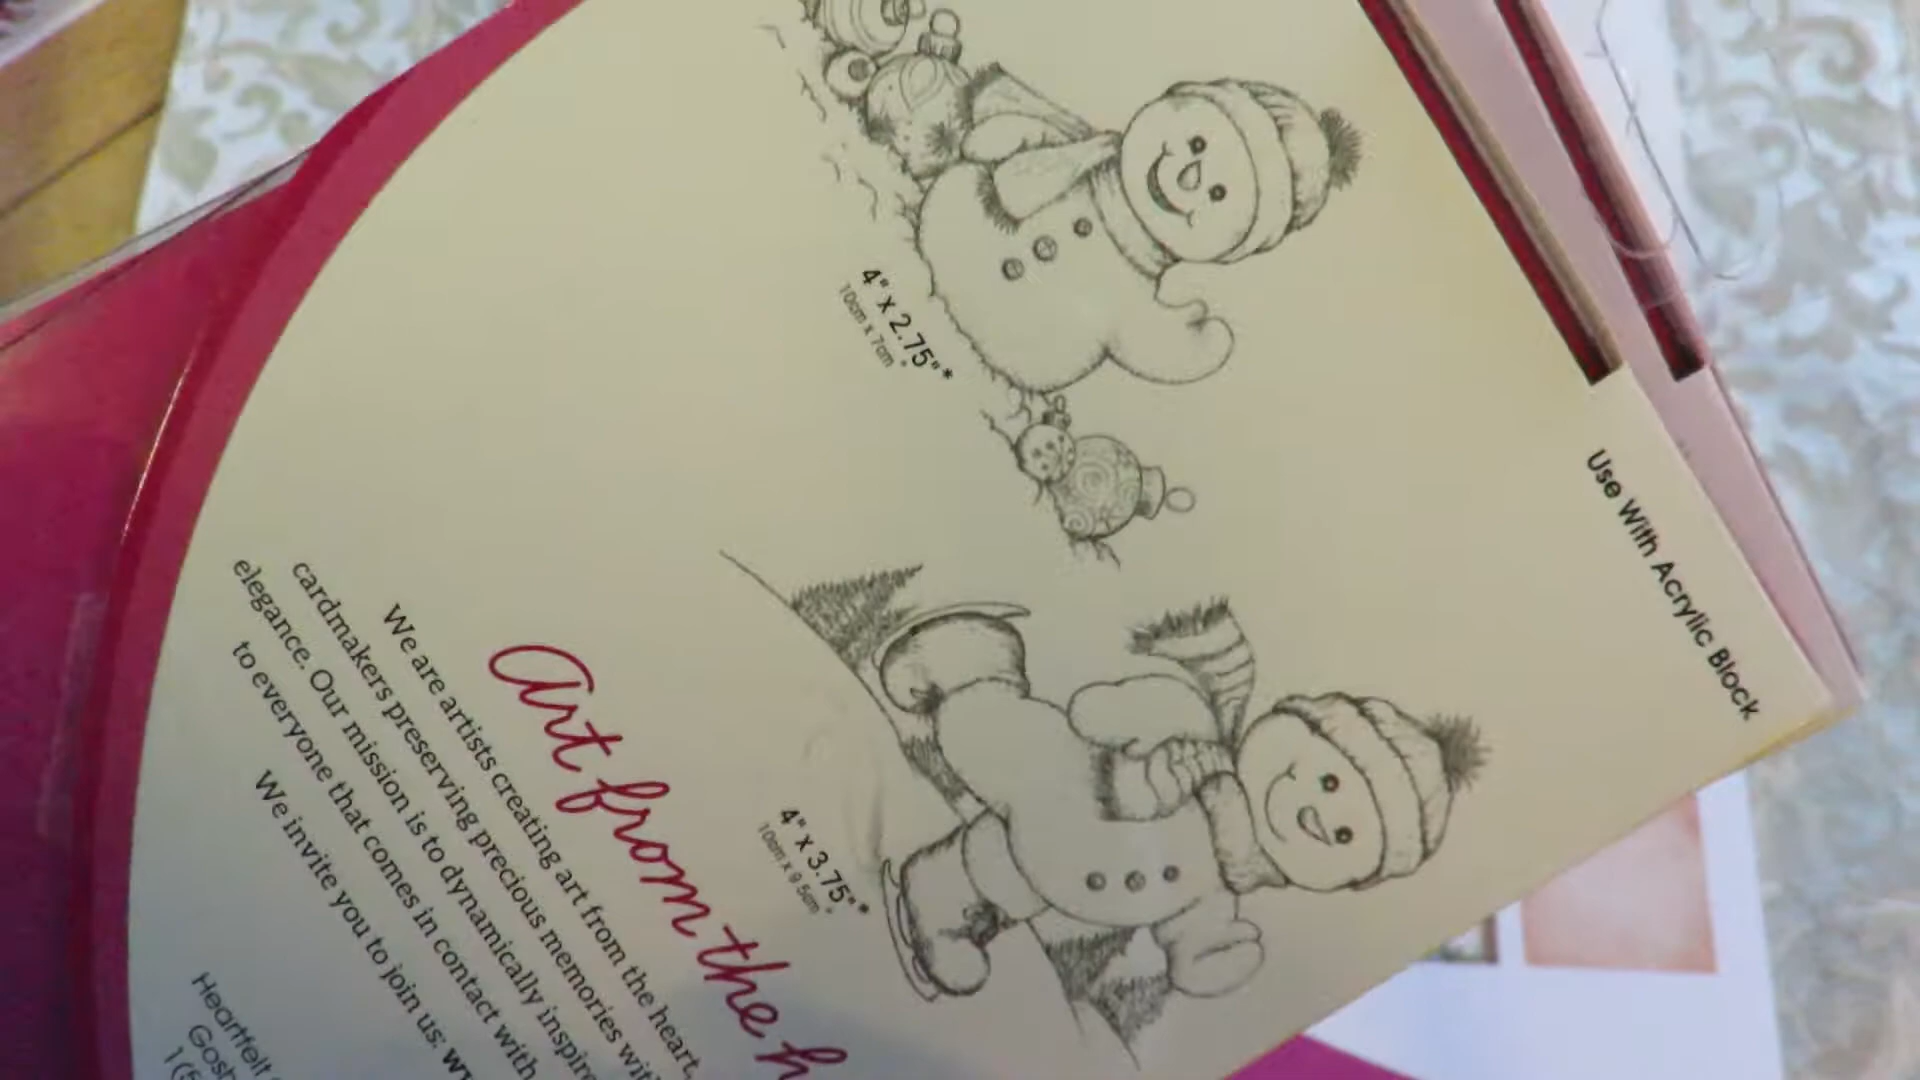 Use With Acrylic Block
4" x 2.75"*
10cm x 7cm*
4" x 3.75"*
10cm x 9.5cm*
Art from the
We are artists creating art from the heart,
cardmakers preserving precious memories
elegance. Our mission is to dynamically
to everyone that comes in contact with
We invite you to join us:
Heartfelt